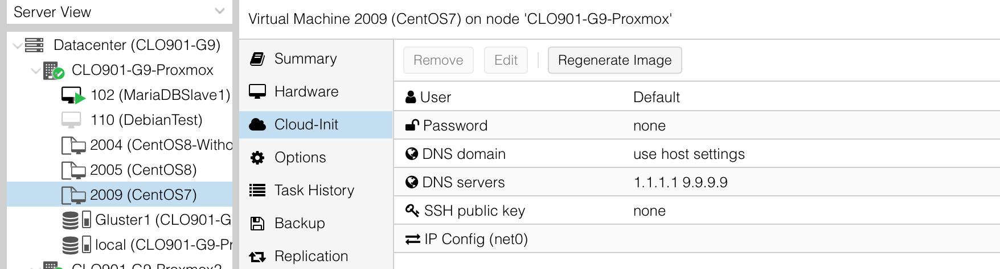 Server View
Datacenter (CLO901-G9)
CLO901-G9-Proxmox
102 (MariaDBSlave1)
110 (DebianTest)
2004 (CentOS8-Witho
2005 (CentOS8)
2009 (CentOS7)
Gluster1 (CLO901-G
local (CLO901-G9-Pr
CLO901-G9-Proxmox2
Virtual Machine 2009 (CentOS7) on node 'CLO901-G9-Proxmox'
Summary
Hardware
Cloud-Init
Options
Task History
Backup
Replication
Remove Edit Regenerate Image
User Default
Password none
DNS domain use host settings
DNS servers 1.1.1.1 9.9.9.9
SSH public key none
IP Config (net0)